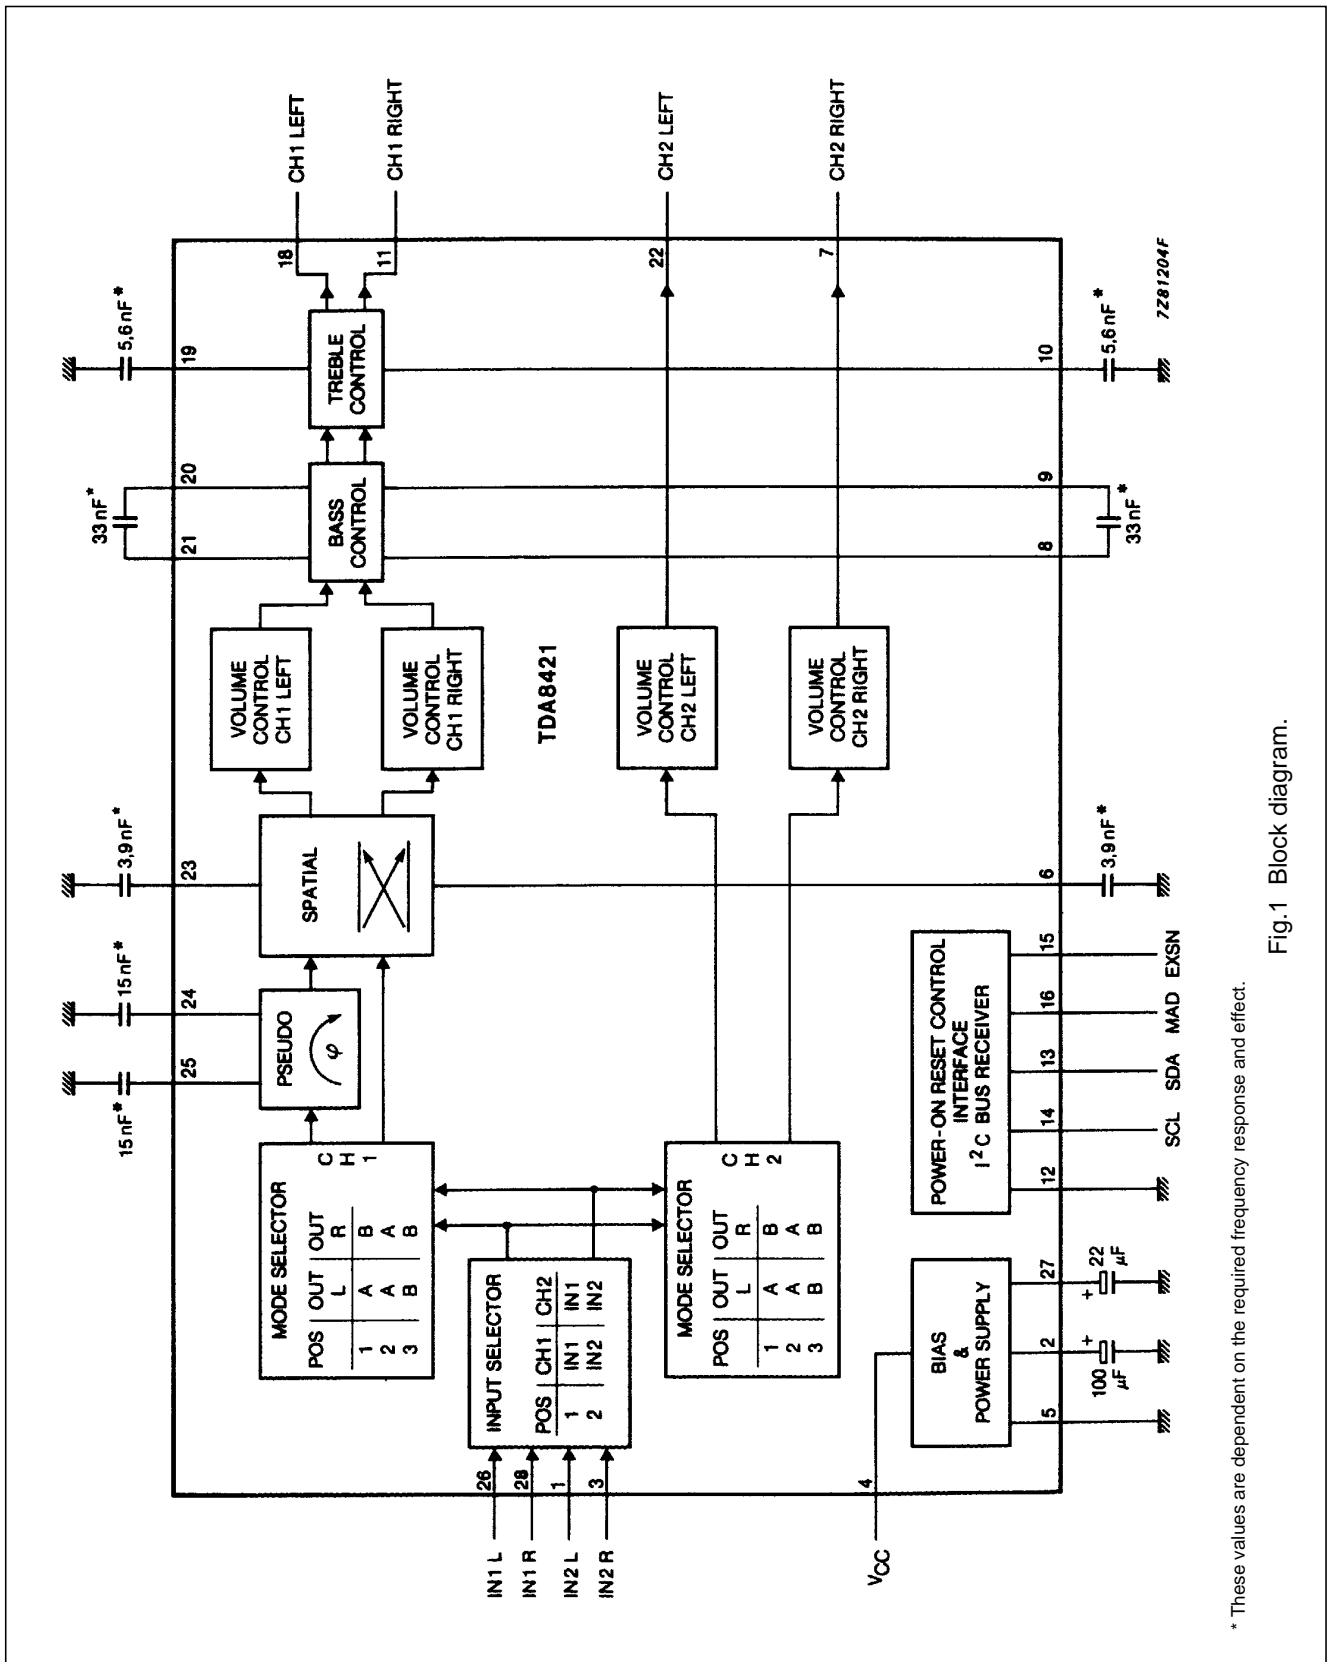 CH1 LEFT
CH1 RIGHT
CH2 LEFT
CH2 RIGHT
18
11
22
7
5,6 nF*
19
TREBLE
CONTROL
10
5,6 nF*
7Z81204F
33 nF*
20
21
BASS
CONTROL
9
8
33 nF*
VOLUME
CONTROL
CH1 LEFT
VOLUME
CONTROL
CH1 RIGHT
TDA8421
VOLUME
CONTROL
CH2 LEFT
VOLUME
CONTROL
CH2 RIGHT
3,9 nF*
23
SPATIAL
6
3,9 nF*
15 nF*
24
15 nF*
25
PSEUDO
φ
MODE SELECTOR
POS OUT OUT
L R
1 A B
2 A A
3 B B
C
H
1
INPUT SELECTOR
POS CH1 CH2
1 IN1 IN1
2 IN2 IN2
MODE SELECTOR
POS OUT OUT
L R
1 A B
2 A A
3 B B
C
H
2
POWER-ON RESET CONTROL
INTERFACE
I²C BUS RECEIVER
12 14 13 16 15
SCL SDA MAD EXSN
BIAS
&
POWER SUPPLY
5 2 27
100
µF
+
+
22
µF
26
28
1
3
4
IN1 L
IN1 R
IN2 L
IN2 R
VCC
* These values are dependent on the required frequency response and effect.
Fig.1 Block diagram.